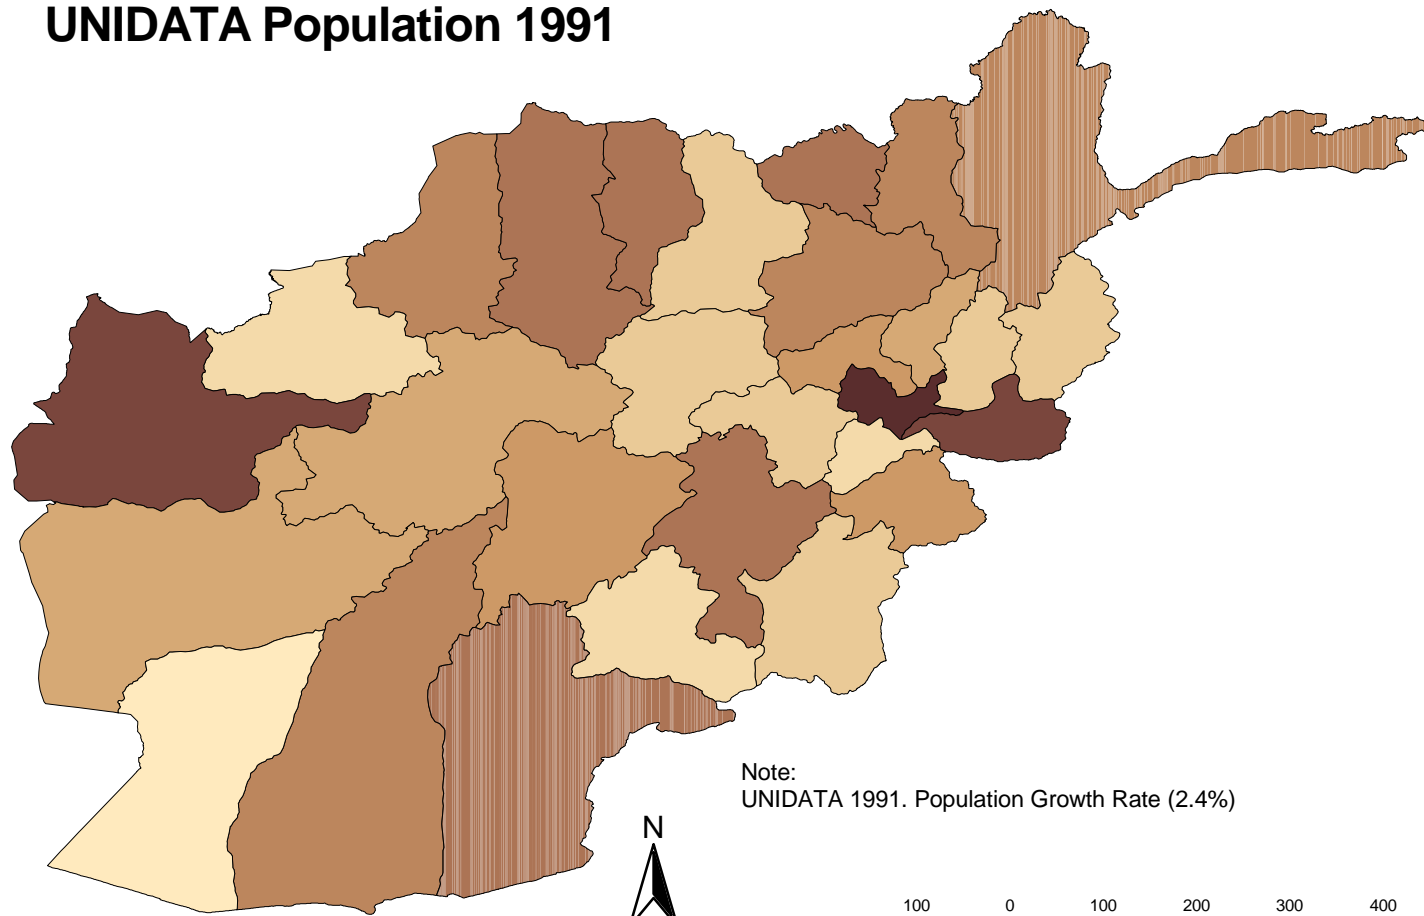 UNIDATA Population 1991
Note:
UNIDATA 1991. Population Growth Rate (2.4%)
N
100 0 100 200 300 400